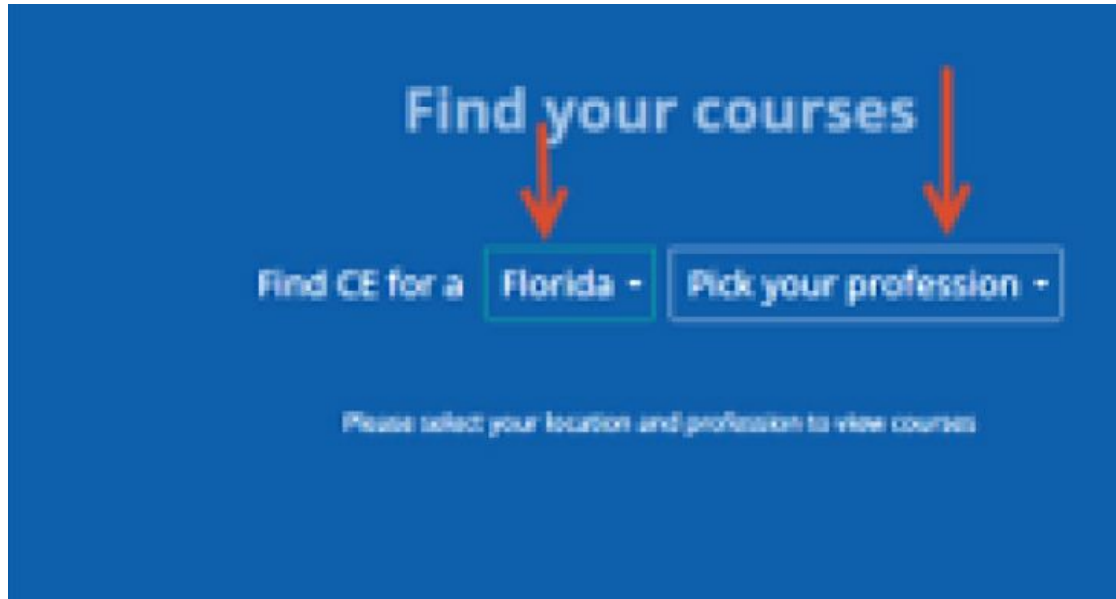 Find your courses
Find CE for a Florida Pick your profession
Please select your location and profession to view courses